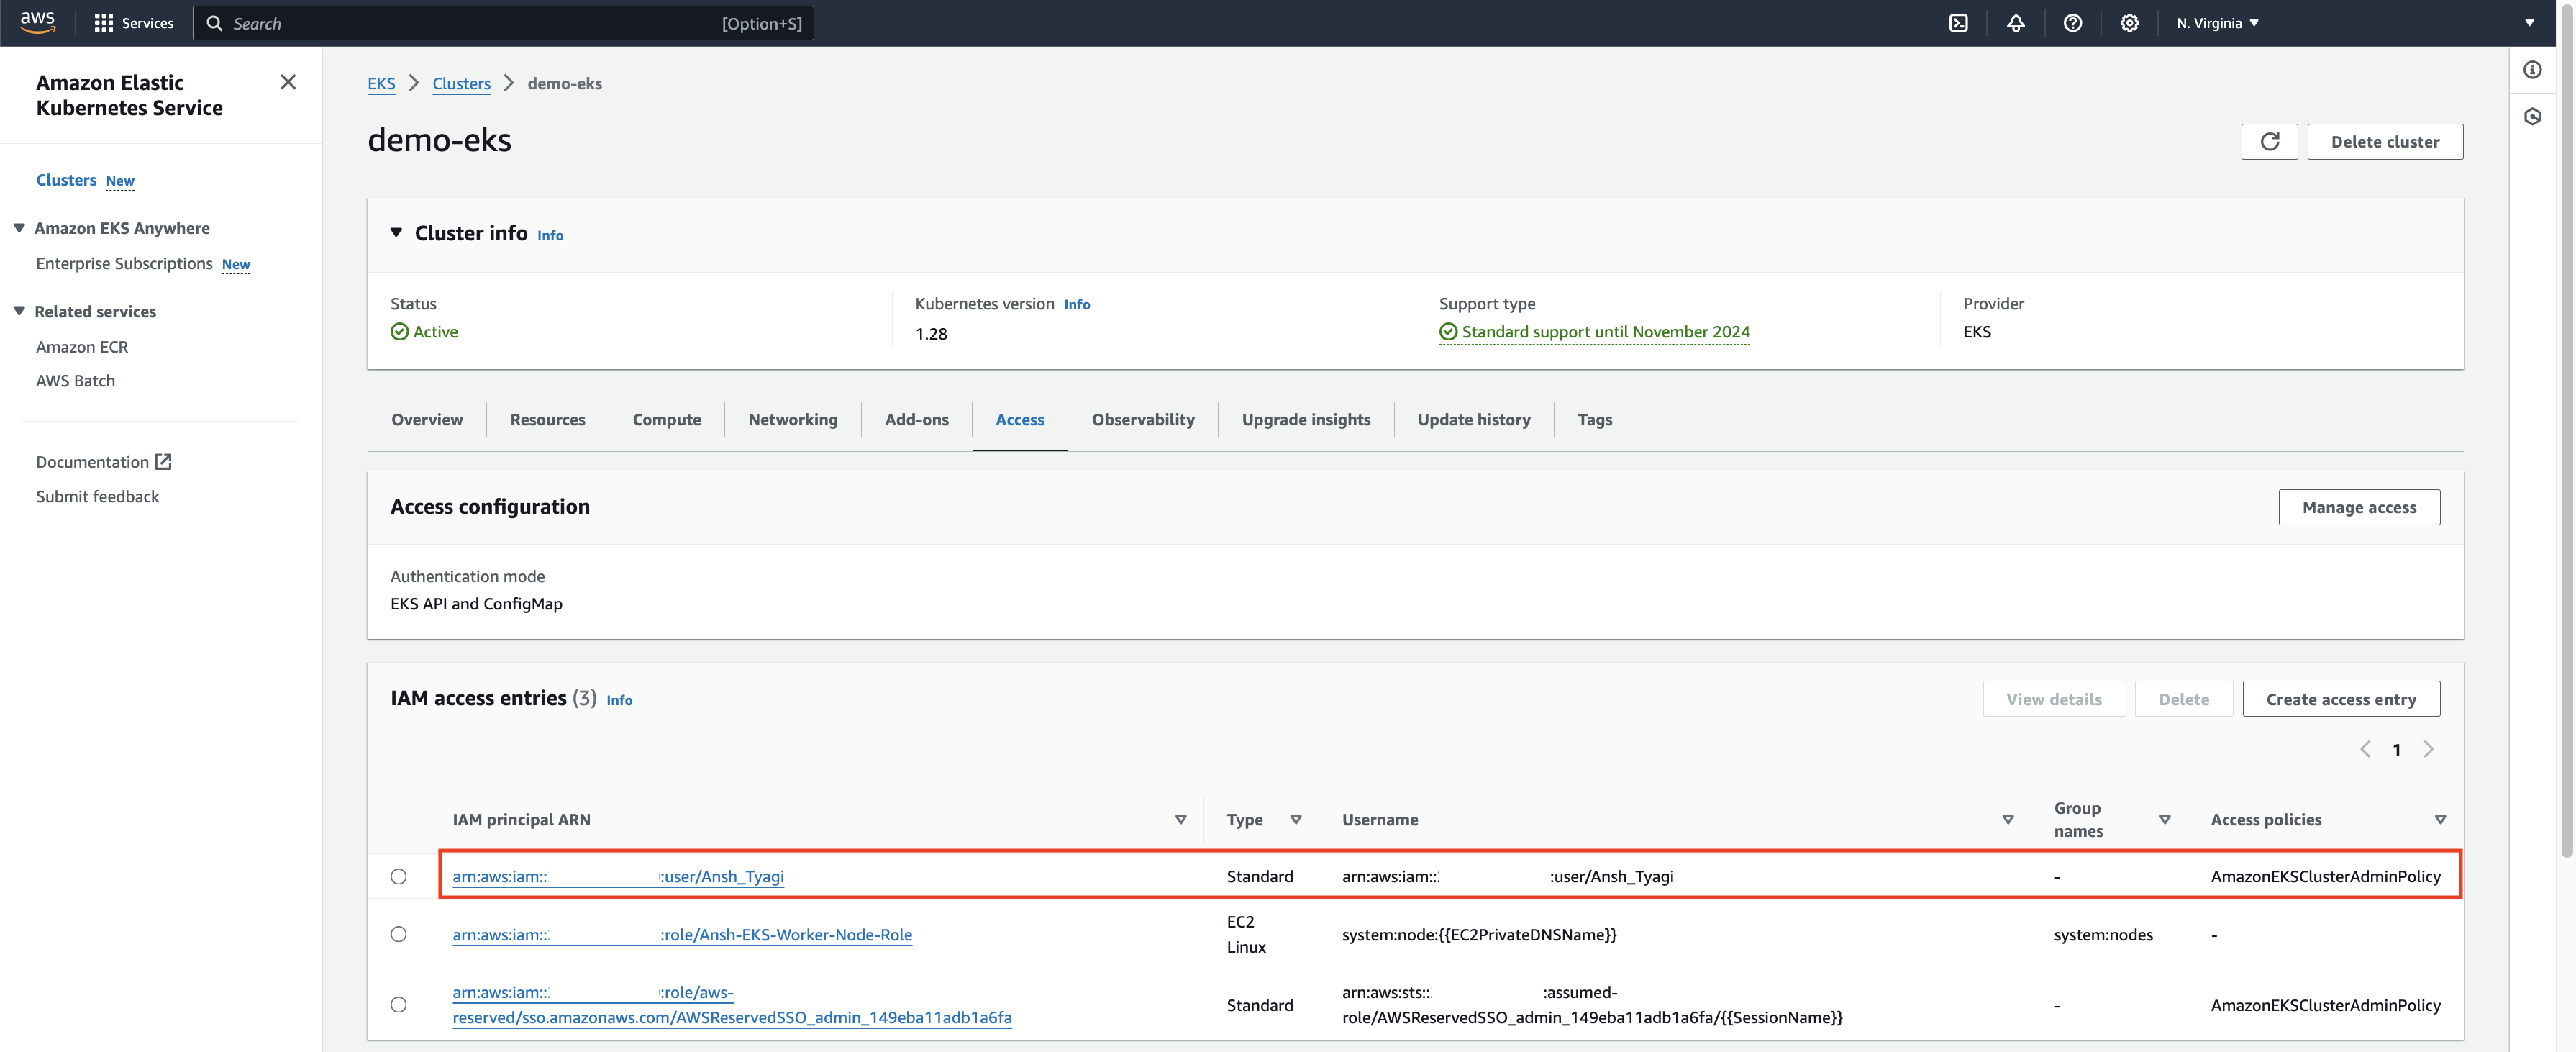 aws
Services
Search
[Option+S]
N. Virginia
Amazon Elastic
Kubernetes Service
Clusters New
Amazon EKS Anywhere
Enterprise Subscriptions New
Related services
Amazon ECR
AWS Batch
Documentation
Submit feedback
EKS Clusters demo-eks
demo-eks
Delete cluster
Cluster info Info
Status
Active
Kubernetes version Info
1.28
Support type
Standard support until November 2024
Provider
EKS
Overview Resources Compute Networking Add-ons Access Observability Upgrade insights Update history Tags
Access configuration
Manage access
Authentication mode
EKS API and ConfigMap
IAM access entries (3) Info
View details Delete Create access entry
1
IAM principal ARN Type Username Group names Access policies
arn:aws:iam:: :user/Ansh_Tyagi Standard arn:aws:iam:: :user/Ansh_Tyagi - AmazonEKSClusterAdminPolicy
arn:aws:iam:: :role/Ansh-EKS-Worker-Node-Role EC2 Linux system:node:{{EC2PrivateDNSName}} system:nodes -
arn:aws:iam:: :role/aws-
reserved/sso.amazonaws.com/AWSReservedSSO_admin_149eba11adb1a6fa
Standard
arn:aws:sts:: :assumed-
role/AWSReservedSSO_admin_149eba11adb1a6fa/{{SessionName}}
-
AmazonEKSClusterAdminPolicy